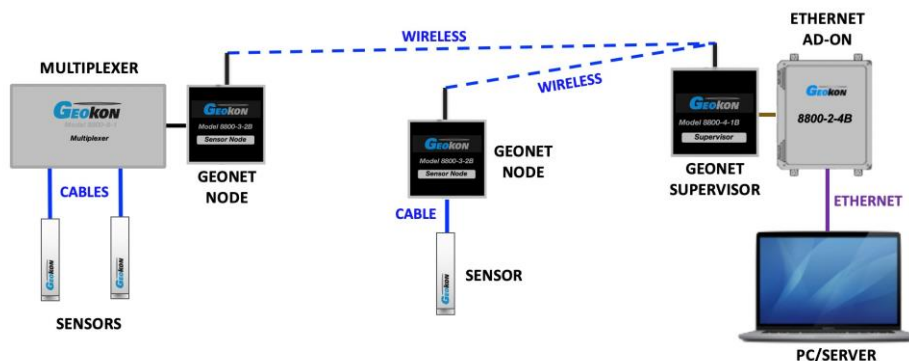 ETHERNET
AD-ON
WIRELESS
MULTIPLEXER
WIRELESS
GEOKON
Model 8800-4-1B
Supervisor
GEOKON
8800-2-4B
GEOKON
Multiplexer
GEOKON
Model 8800-3-2B
Sensor Node
GEOKON
Model 8800-3-2B
Sensor Node
GEONET
NODE
GEONET
SUPERVISOR
GEONET
NODE
CABLES
CABLE
ETHERNET
GEOKON
GEOKON
GEOKON
SENSOR
SENSORS
PC/SERVER